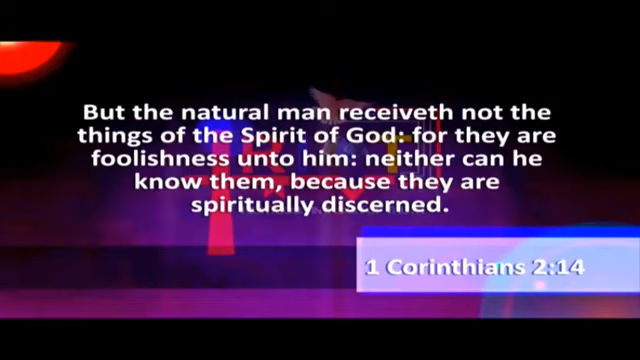 But the natural man receiveth not the
things of the Spirit of God: for they are
foolishness unto him: neither can he
know them, because they are
spiritually discerned.
1 Corinthians 2:14